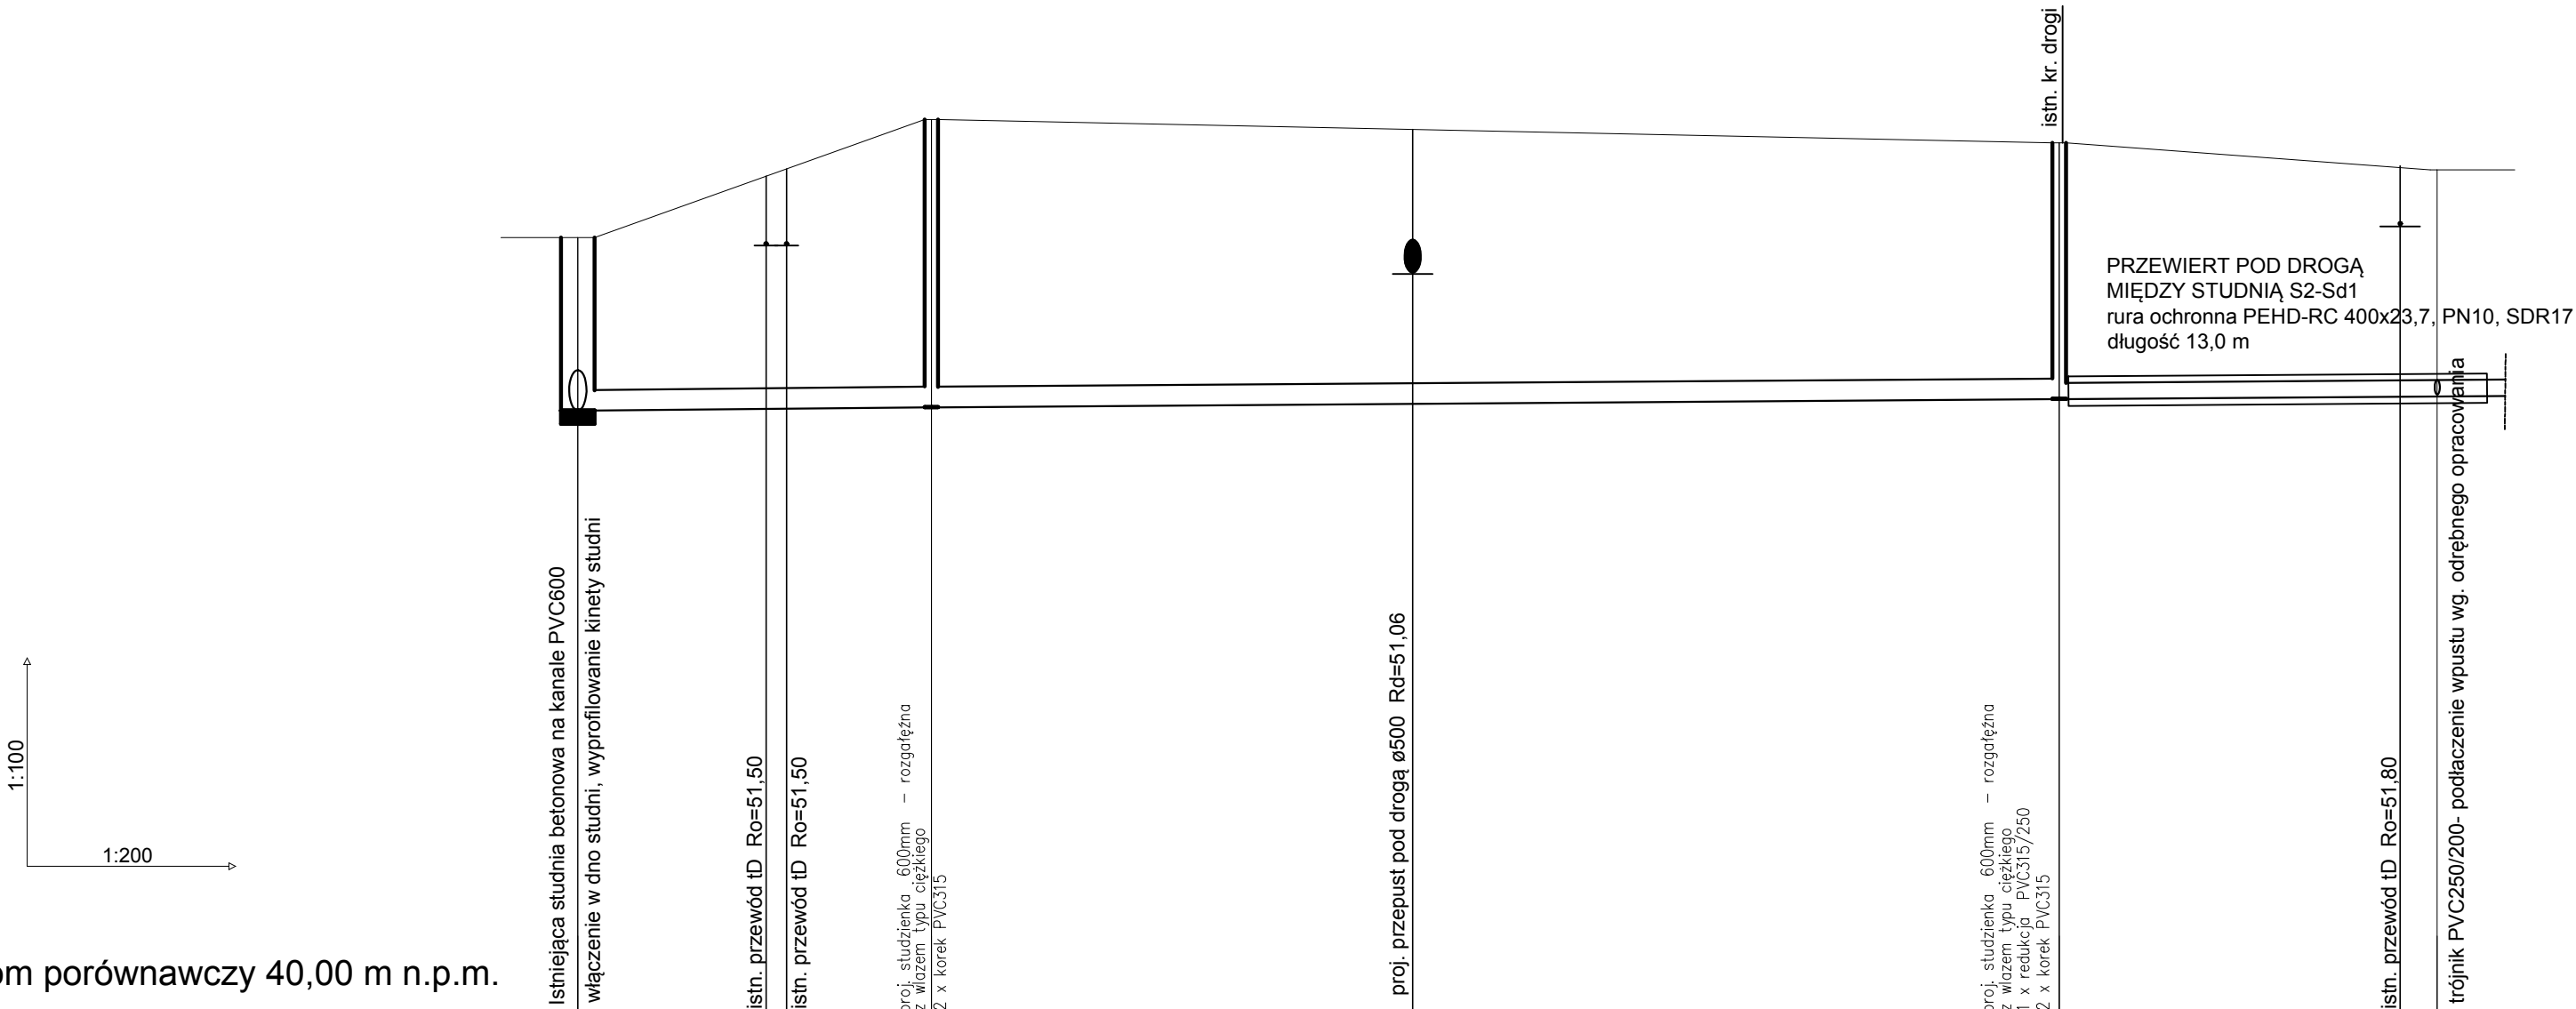 istn. kr. drogi
PRZEWIERT POD DROGĄ
MIĘDZY STUDNIĄ S2-Sd1
rura ochronna PEHD-RC 400x23,7, PN10, SDR17
długość 13,0 m
1:100
1:200
Istniejąca studnia betonowa na kanale PVC600
włączenie w dno studni, wyprofilowanie kinety studni
istn. przewód tD Ro=51,50
istn. przewód tD Ro=51,50
proj. studzienka 600mm – rozgałęźna
z włazem typu ciężkiego
2 x korek PVC315
proj. przepust pod drogą ø500 Rd=51,06
proj. studzienka 600mm – rozgałęźna
z włazem typu ciężkiego
1 x redukcja PVC315/250
2 x korek PVC315
istn. przewód tD Ro=51,80
trójnik PVC250/200- podłaczenie wpustu wg. odrębnego opracowania
om porównawczy 40,00 m n.p.m.